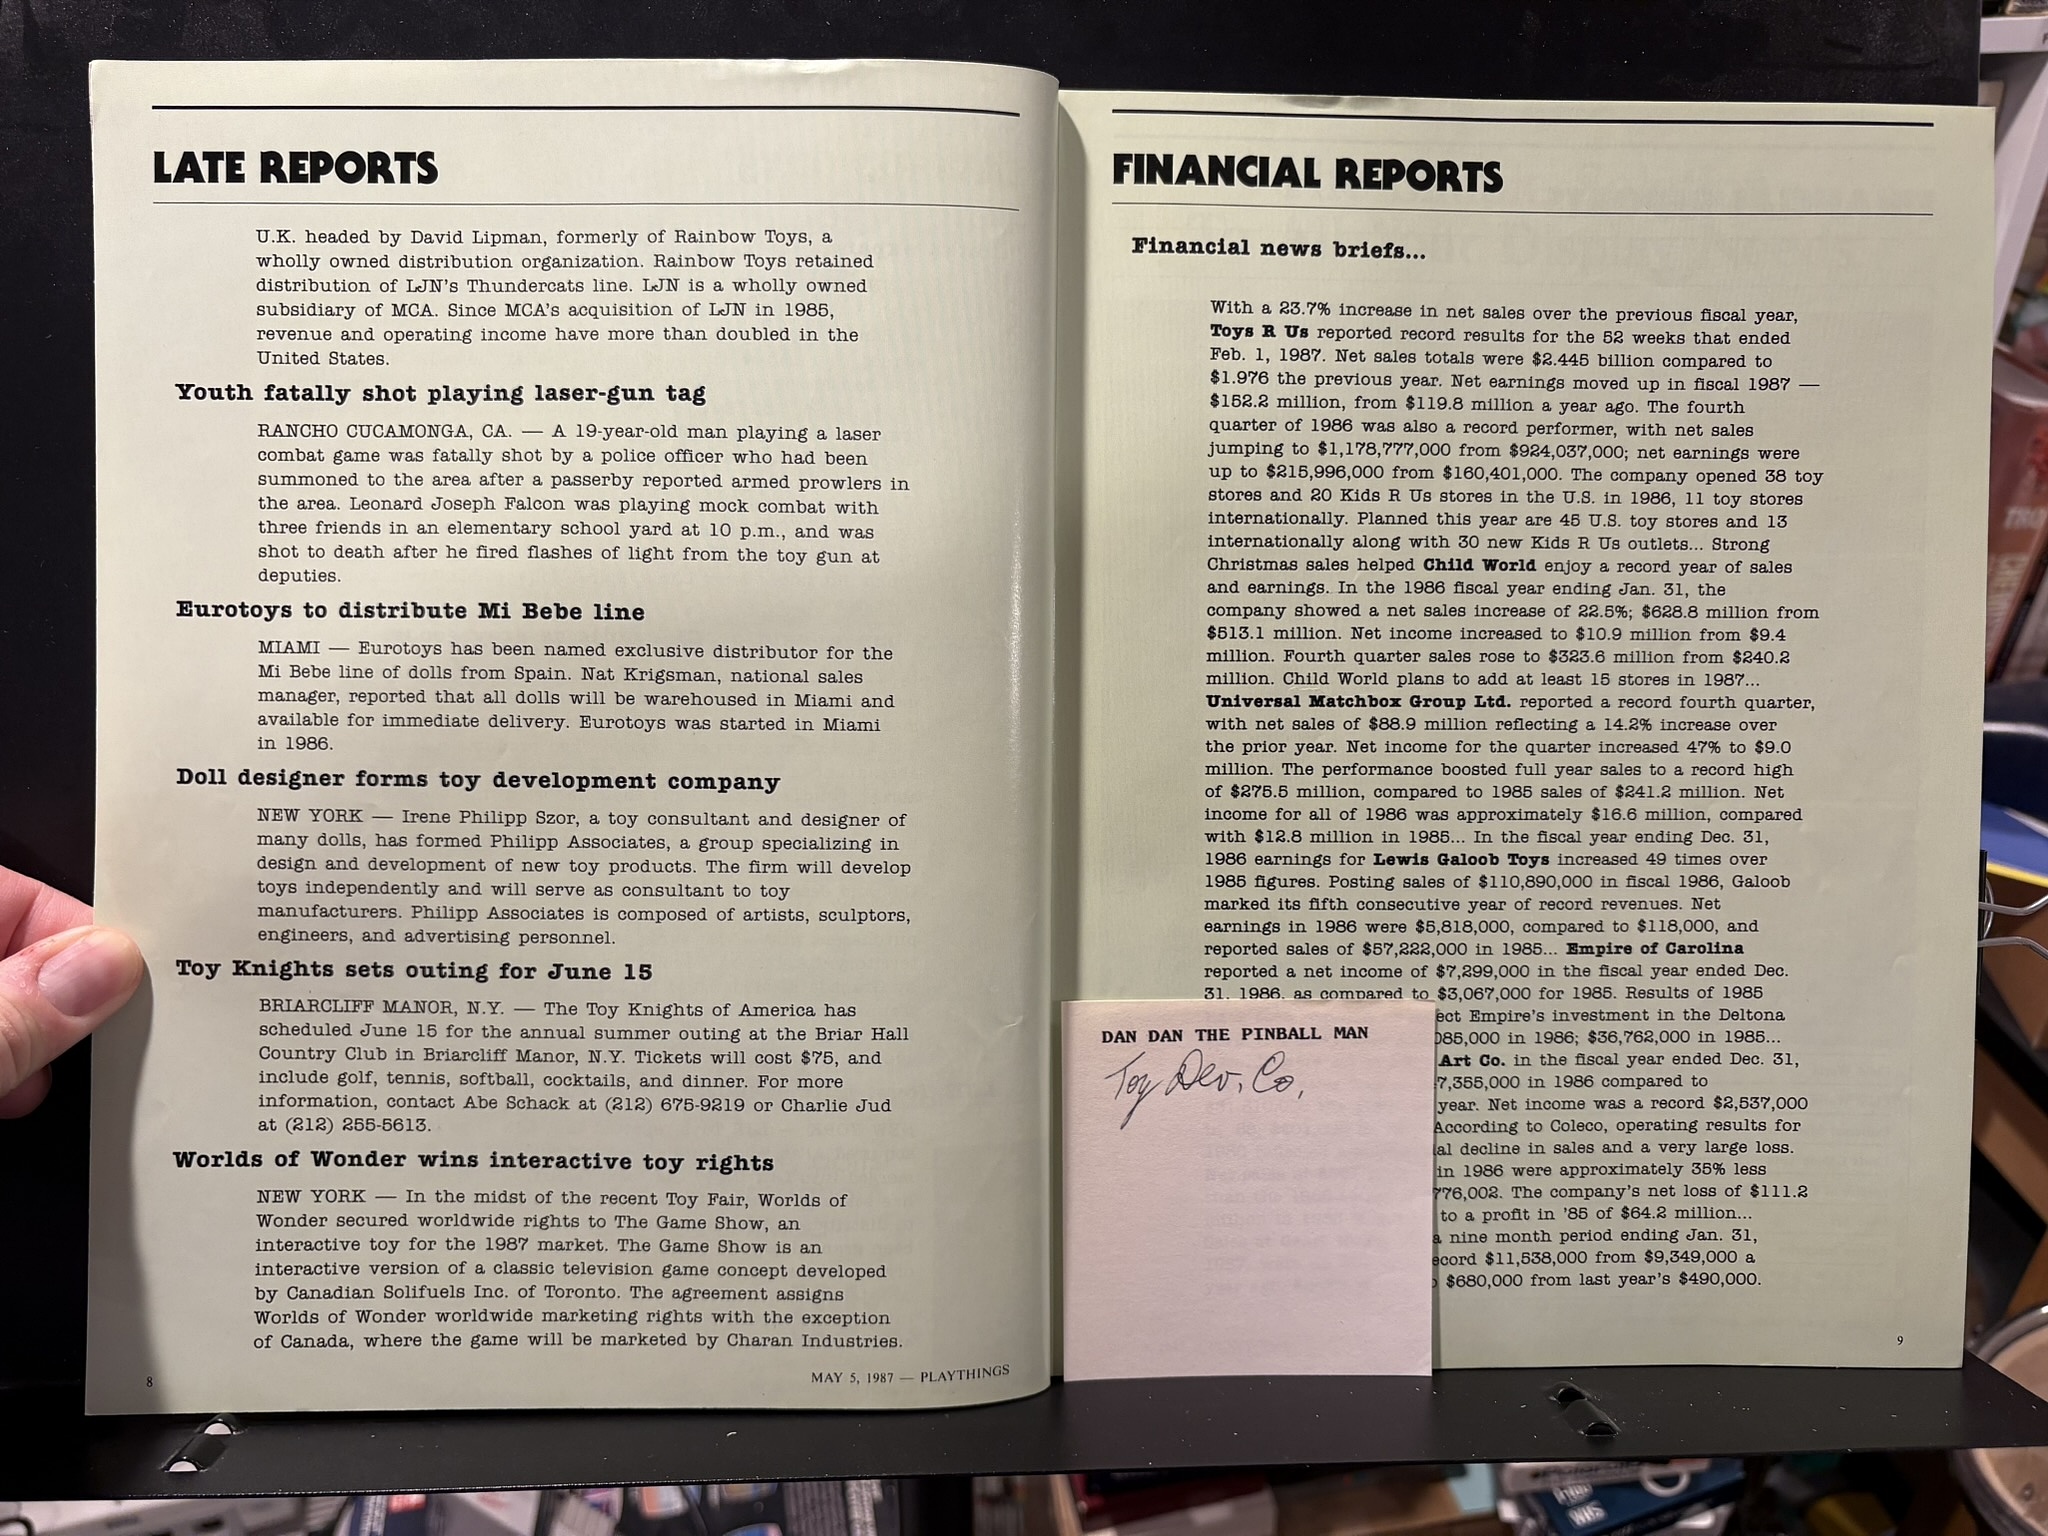 LATE REPORTS
U.K. headed by David Lipman, formerly of Rainbow Toys, a
wholly owned distribution organization. Rainbow Toys retained
distribution of LJN's Thundercats line. LJN is a wholly owned
subsidiary of MCA. Since MCA's acquisition of LJN in 1985,
revenue and operating income have more than doubled in the
United States.
Youth fatally shot playing laser-gun tag
RANCHO CUCAMONGA, CA. — A 19-year-old man playing a laser
combat game was fatally shot by a police officer who had been
summoned to the area after a passerby reported armed prowlers in
the area. Leonard Joseph Falcon was playing mock combat with
three friends in an elementary school yard at 10 p.m., and was
shot to death after he fired flashes of light from the toy gun at
deputies.
Eurotoys to distribute Mi Bebe line
MIAMI — Eurotoys has been named exclusive distributor for the
Mi Bebe line of dolls from Spain. Nat Krigsman, national sales
manager, reported that all dolls will be warehoused in Miami and
available for immediate delivery. Eurotoys was started in Miami
in 1986.
Doll designer forms toy development company
NEW YORK — Irene Philipp Szor, a toy consultant and designer of
many dolls, has formed Philipp Associates, a group specializing in
design and development of new toy products. The firm will develop
toys independently and will serve as consultant to toy
manufacturers. Philipp Associates is composed of artists, sculptors,
engineers, and advertising personnel.
Toy Knights sets outing for June 15
BRIARCLIFF MANOR, N.Y. — The Toy Knights of America has
scheduled June 15 for the annual summer outing at the Briar Hall
Country Club in Briarcliff Manor, N.Y. Tickets will cost $75, and
include golf, tennis, softball, cocktails, and dinner. For more
information, contact Abe Schack at (212) 675-9219 or Charlie Jud
at (212) 255-5613.
Worlds of Wonder wins interactive toy rights
NEW YORK — In the midst of the recent Toy Fair, Worlds of
Wonder secured worldwide rights to The Game Show, an
interactive toy for the 1987 market. The Game Show is an
interactive version of a classic television game concept developed
by Canadian Solifuels Inc. of Toronto. The agreement assigns
Worlds of Wonder worldwide marketing rights with the exception
of Canada, where the game will be marketed by Charan Industries.
8
MAY 5, 1987 — PLAYTHINGS
FINANCIAL REPORTS
Financial news briefs...
With a 23.7% increase in net sales over the previous fiscal year,
Toys R Us reported record results for the 52 weeks that ended
Feb. 1, 1987. Net sales totals were $2.445 billion compared to
$1.976 the previous year. Net earnings moved up in fiscal 1987 —
$152.2 million, from $119.8 million a year ago. The fourth
quarter of 1986 was also a record performer, with net sales
jumping to $1,178,777,000 from $924,037,000; net earnings were
up to $215,996,000 from $160,401,000. The company opened 38 toy
stores and 20 Kids R Us stores in the U.S. in 1986, 11 toy stores
internationally. Planned this year are 45 U.S. toy stores and 13
internationally along with 30 new Kids R Us outlets... Strong
Christmas sales helped Child World enjoy a record year of sales
and earnings. In the 1986 fiscal year ending Jan. 31, the
company showed a net sales increase of 22.5%; $628.8 million from
$513.1 million. Net income increased to $10.9 million from $9.4
million. Fourth quarter sales rose to $323.6 million from $240.2
million. Child World plans to add at least 15 stores in 1987...
Universal Matchbox Group Ltd. reported a record fourth quarter,
with net sales of $88.9 million reflecting a 14.2% increase over
the prior year. Net income for the quarter increased 47% to $9.0
million. The performance boosted full year sales to a record high
of $275.5 million, compared to 1985 sales of $241.2 million. Net
income for all of 1986 was approximately $16.6 million, compared
with $12.8 million in 1985... In the fiscal year ending Dec. 31,
1986 earnings for Lewis Galoob Toys increased 49 times over
1985 figures. Posting sales of $110,890,000 in fiscal 1986, Galoob
marked its fifth consecutive year of record revenues. Net
earnings in 1986 were $5,818,000, compared to $118,000, and
reported sales of $57,222,000 in 1985... Empire of Carolina
reported a net income of $7,299,000 in the fiscal year ended Dec.
31, 1986, as compared to $3,067,000 for 1985. Results of 1985
ect Empire's investment in the Deltona
085,000 in 1986; $36,762,000 in 1985...
Art Co. in the fiscal year ended Dec. 31,
7,355,000 in 1986 compared to
year. Net income was a record $2,537,000
According to Coleco, operating results for
al decline in sales and a very large loss.
in 1986 were approximately 35% less
776,002. The company's net loss of $111.2
to a profit in '85 of $64.2 million...
a nine month period ending Jan. 31,
ecord $11,538,000 from $9,349,000 a
$680,000 from last year's $490,000.
9
DAN DAN THE PINBALL MAN
Toy Dev. Co.